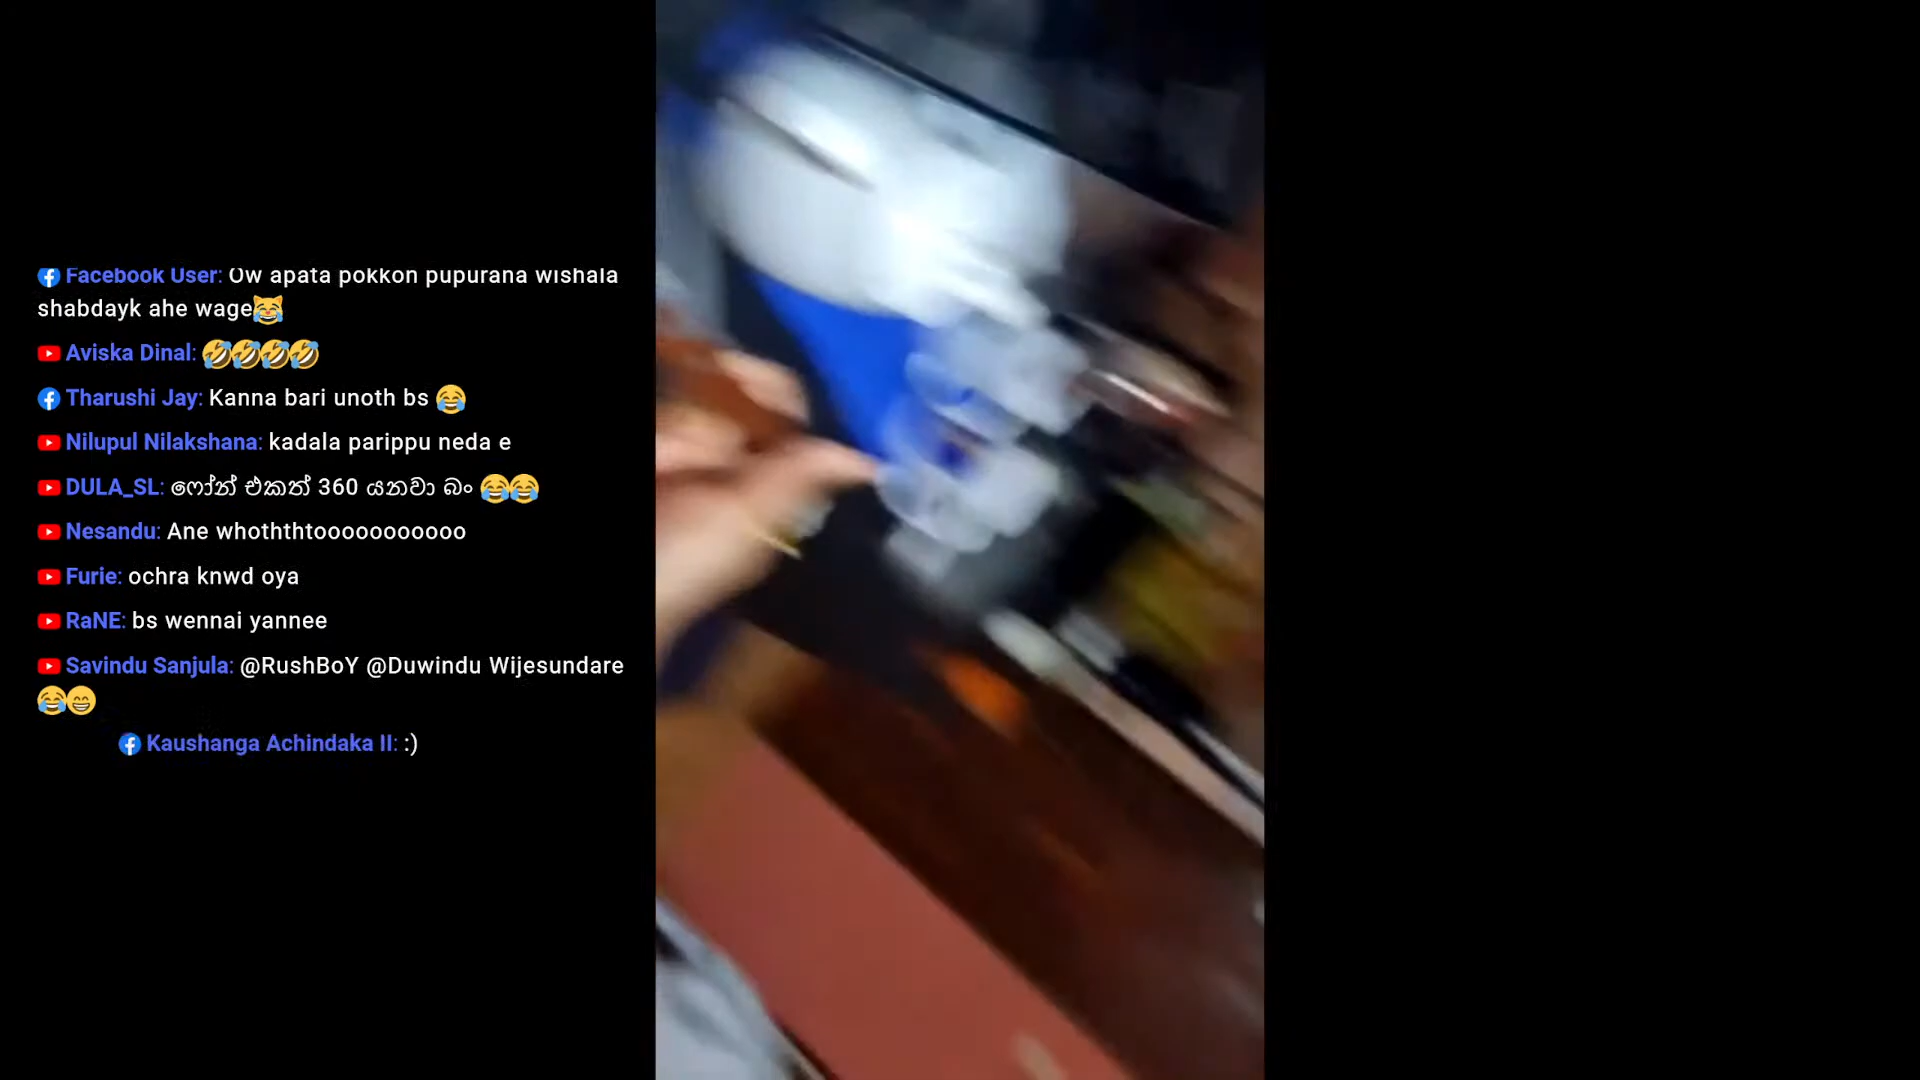 Facebook User: Ow apata pokkon pupurana wishala
shabdayk ahe wage😹
Aviska Dinal: 🤣🤣🤣🤣
Tharushi Jay: Kanna bari unoth bs 😂
Nilupul Nilakshana: kadala parippu neda e
DULA_SL: ෆෝන් එකත් 360 යනවා බං 😂😂
Nesandu: Ane whothththooooooooooo
Furie: ochra knwd oya
RaNE: bs wennai yannee
Savindu Sanjula: @RushBoY @Duwindu Wijesundare
😂😁
Kaushanga Achindaka II: :)